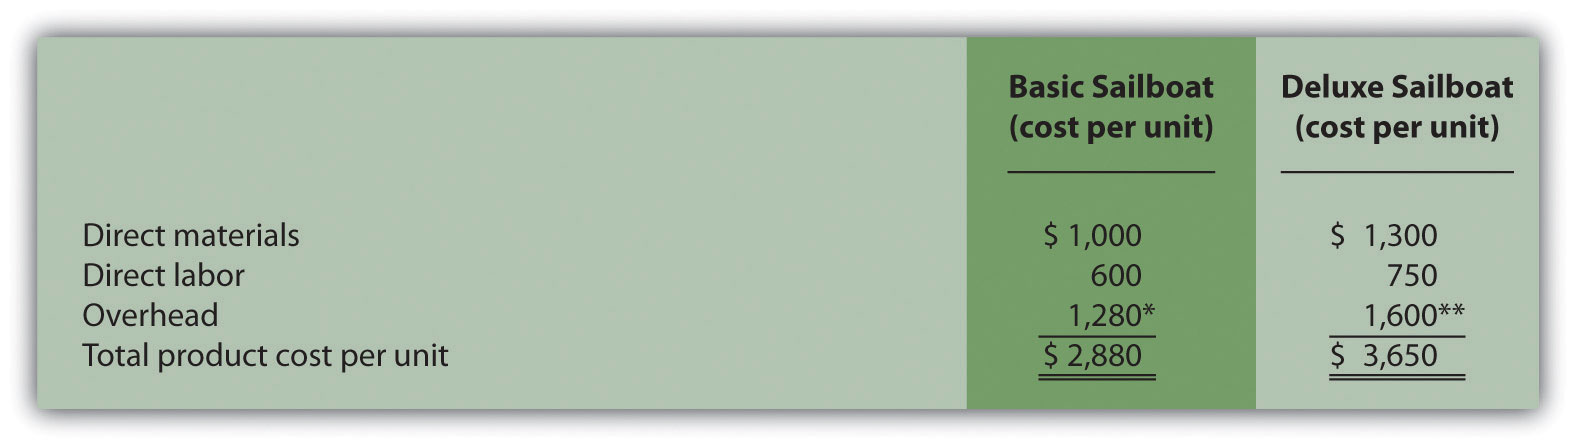 Basic Sailboat Deluxe Sailboat
(cost per unit) (cost per unit)
Direct materials $ 1,000 $ 1,300
Direct labor 600 750
Overhead 1,280* 1,600**
Total product cost per unit $ 2,880 $ 3,650